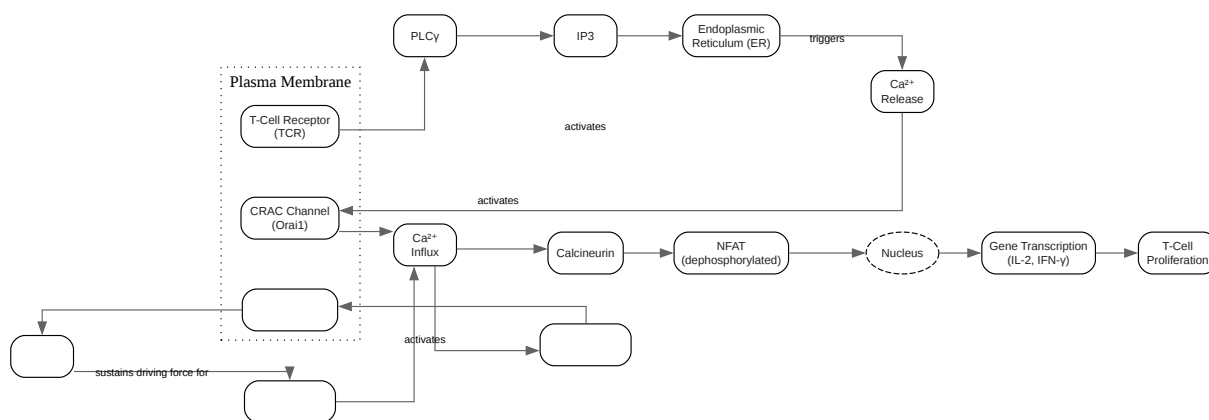 PLCγ
IP3
Endoplasmic
Reticulum (ER)
triggers
Ca²⁺
Release
Plasma Membrane
T-Cell Receptor
(TCR)
activates
activates
CRAC Channel
(Orai1)
Ca²⁺
Influx
Calcineurin
NFAT
(dephosphorylated)
Nucleus
Gene Transcription
(IL-2, IFN-γ)
T-Cell
Proliferation
activates
sustains driving force for